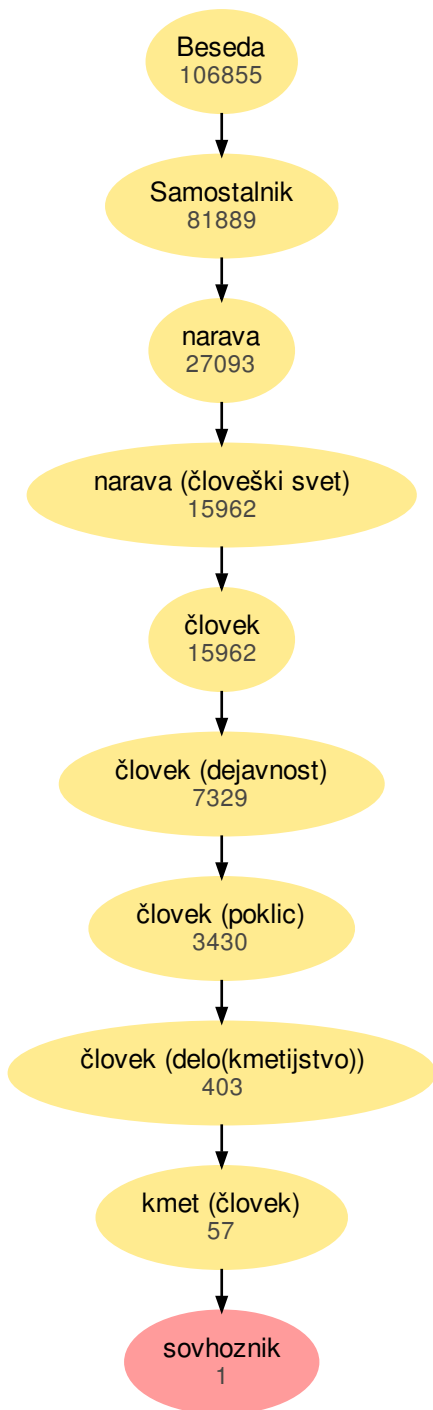 Beseda
106855
Samostalnik
81889
narava
27093
narava (človeški svet)
15962
človek
15962
človek (dejavnost)
7329
človek (poklic)
3430
človek (delo(kmetijstvo))
403
kmet (človek)
57
sovhoznik
1